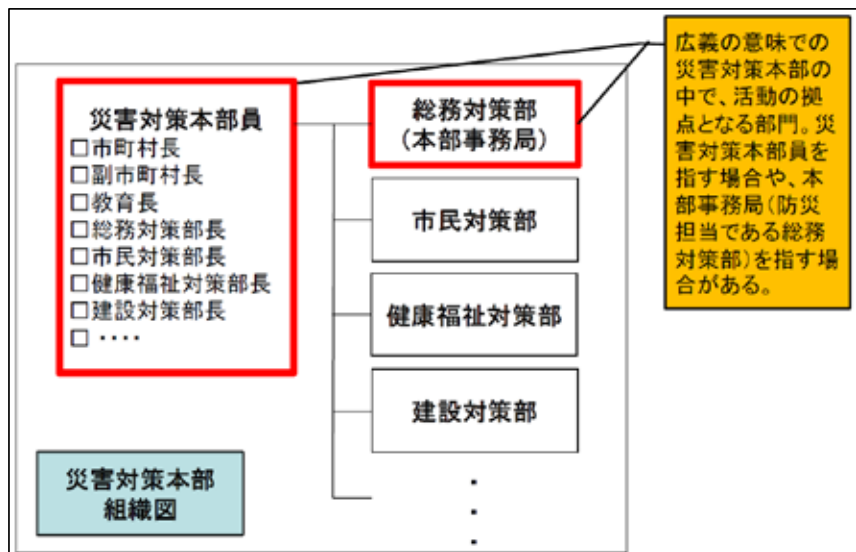 災害対策本部員
□市町村長
□副市町村長
□教育長
□総務対策部長
□市民対策部長
□健康福祉対策部長
□建設対策部長
□ ････
総務対策部
（本部事務局）
市民対策部
健康福祉対策部
建設対策部
・
・
・
災害対策本部
組織図
広義の意味での
災害対策本部の
中で、活動の拠
点となる部門。災
害対策本部員を
指す場合や、本
部事務局（防災
担当である総務
対策部）を指す場
合がある。